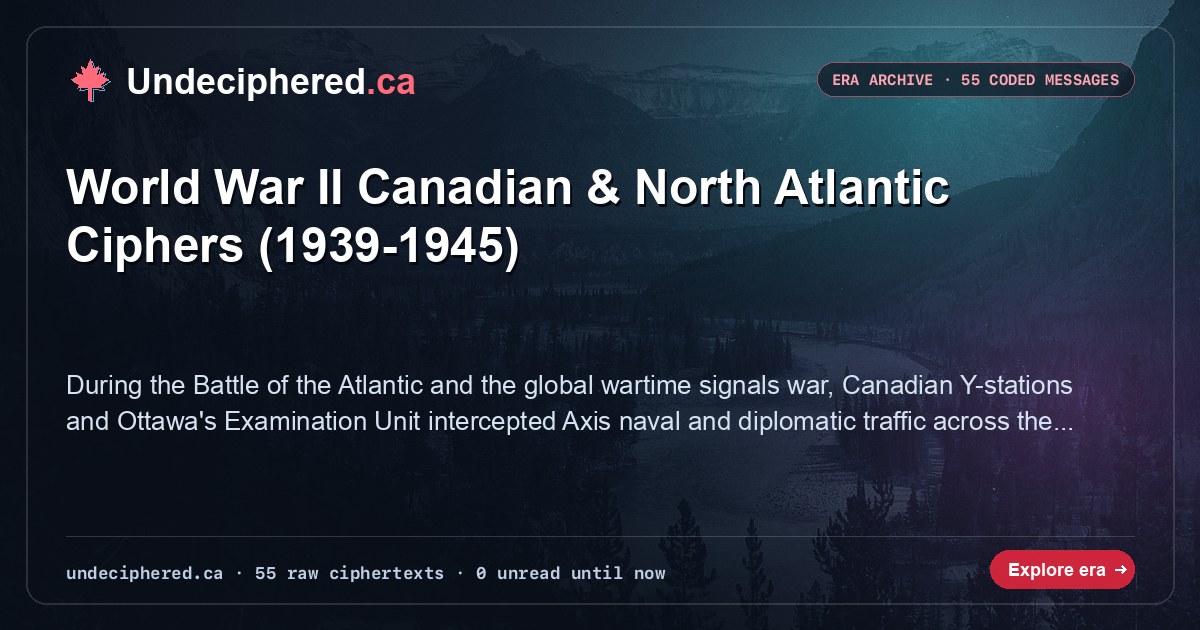 Undeciphered.ca
ERA ARCHIVE · 55 CODED MESSAGES
World War II Canadian & North Atlantic
Ciphers (1939-1945)
During the Battle of the Atlantic and the global wartime signals war, Canadian Y-stations
and Ottawa's Examination Unit intercepted Axis naval and diplomatic traffic across the...
undeciphered.ca · 55 raw ciphertexts · 0 unread until now
Explore era →